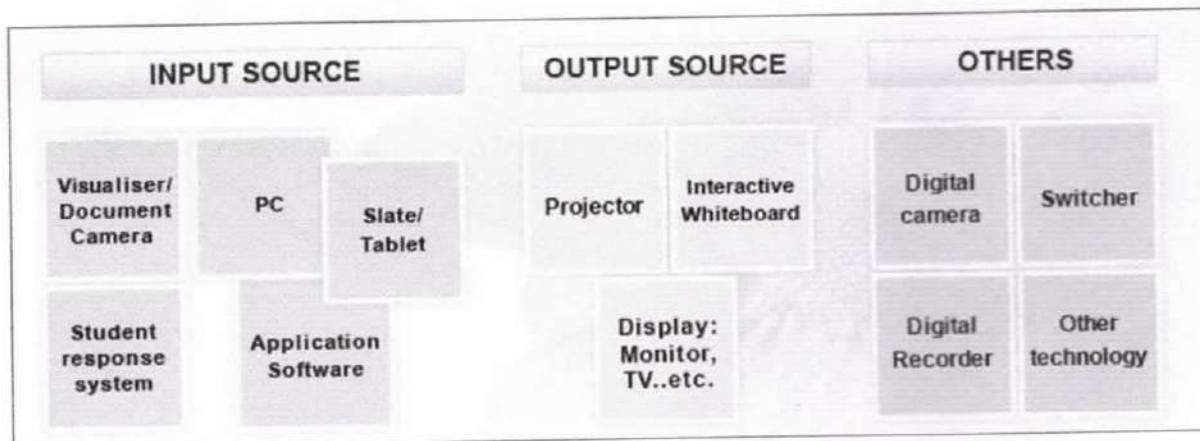 INPUT SOURCE
Visualiser/
Document
Camera
PC
Slate/
Tablet
Student
response
system
Application
Software
OUTPUT SOURCE
Projector
Interactive
Whiteboard
Display:
Monitor,
TV..etc.
OTHERS
Digital
camera
Switcher
Digital
Recorder
Other
technology